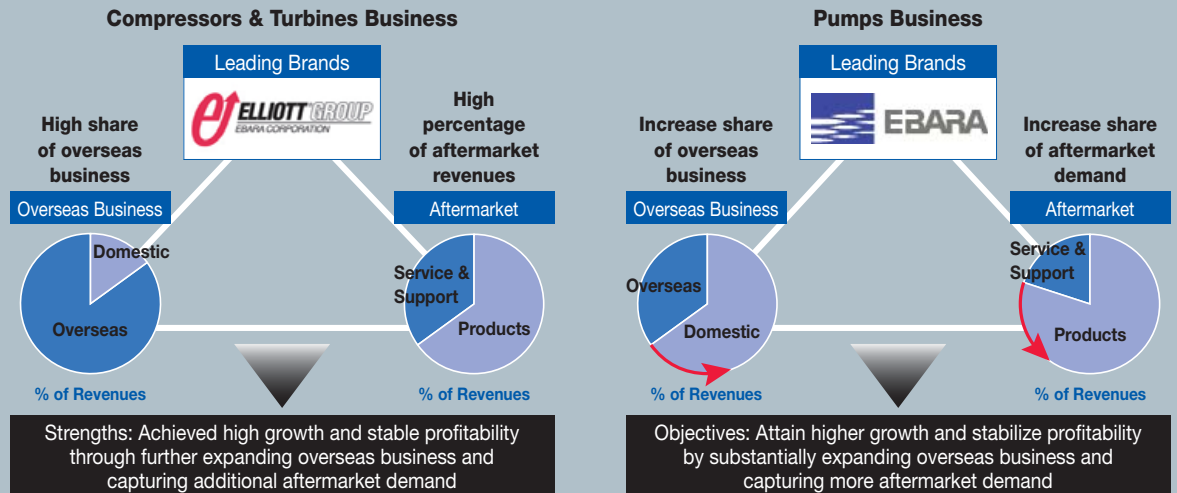 Compressors & Turbines Business
Leading Brands
ELLIOTT GROUP
EBARA CORPORATION
High share
of overseas
business
High
percentage
of aftermarket
revenues
Overseas Business
Aftermarket
Domestic
Overseas
Service &
Support
Products
% of Revenues
% of Revenues
Strengths: Achieved high growth and stable profitability
through further expanding overseas business and
capturing additional aftermarket demand
Pumps Business
Leading Brands
EBARA
Increase share
of overseas
business
Increase share
of aftermarket
demand
Overseas Business
Aftermarket
Overseas
Domestic
Service &
Support
Products
% of Revenues
% of Revenues
Objectives: Attain higher growth and stabilize profitability
by substantially expanding overseas business and
capturing more aftermarket demand